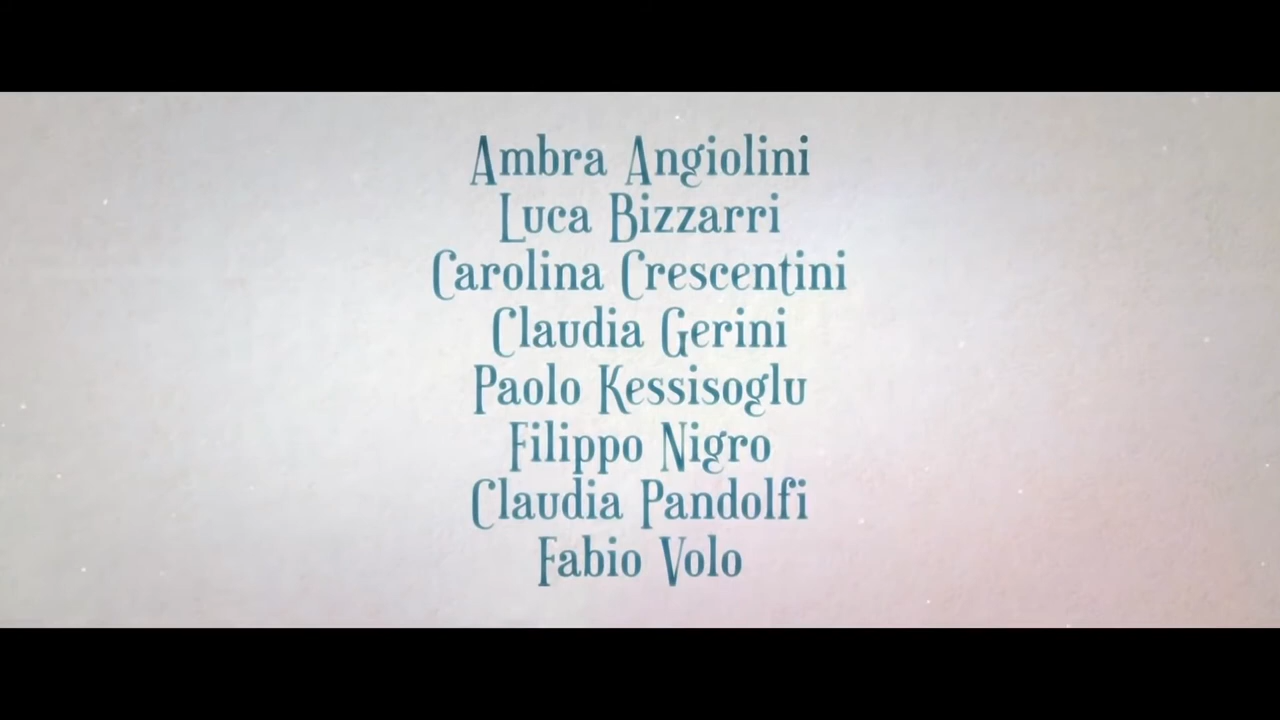 Ambra Angiolini
Luca Bizzarri
Carolina Crescentini
Claudia Gerini
Paolo Kessisoglu
Filippo Nigro
Claudia Pandolfi
Fabio Volo